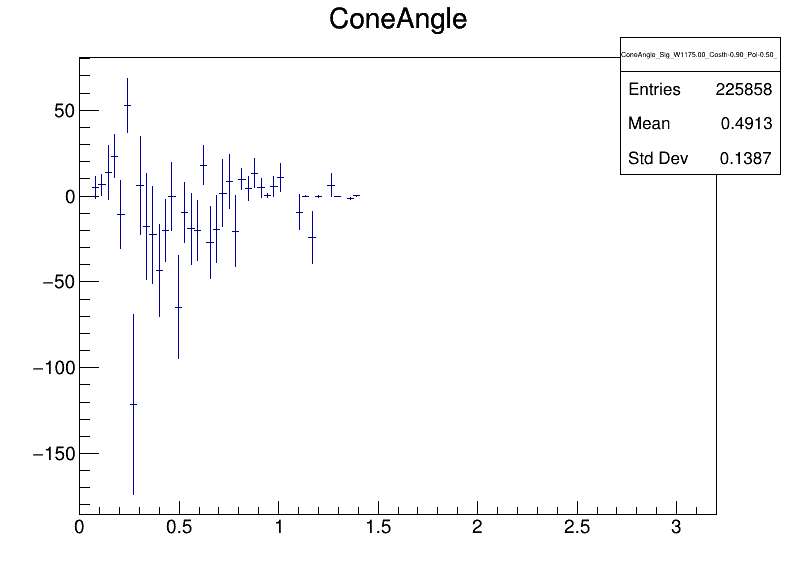 ConeAngle
ConeAngle_Sig_W1175.00_Costh-0.90_Pol-0.50_
Entries 225858
Mean 0.4913
Std Dev 0.1387
50
0
−50
−100
−150
0 0.5 1 1.5 2 2.5 3